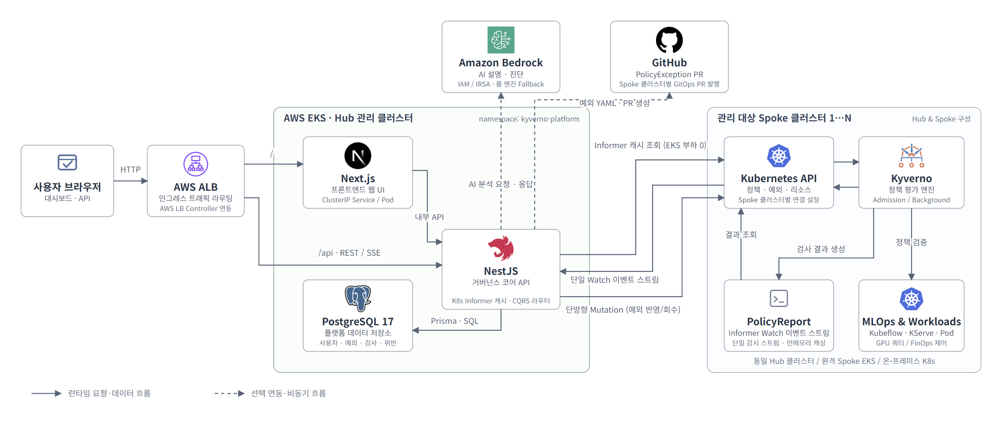 Amazon Bedrock
AI 설명 · 진단
IAM / IRSA · 룰 엔진 Fallback
GitHub
PolicyException PR
Spoke 클러스터별 GitOps PR 발행
예외 YAML · PR 생성
AWS EKS · Hub 관리 클러스터
namespace: kyverno-platform
관리 대상 Spoke 클러스터 1···N
Hub & Spoke 구성
사용자 브라우저
대시보드 · API
HTTP
AWS ALB
인그레스 트래픽 라우팅
AWS LB Controller 연동
/
Next.js
프론트엔드 웹 UI
ClusterIP Service / Pod
내부 API
AI 분석 요청 · 응답
Informer 캐시 조회 (EKS 부하 0)
Kubernetes API
정책 · 예외 · 리소스
Spoke 클러스터별 연결 설정
Kyverno
정책 평가 엔진
Admission / Background
/api · REST / SSE
NestJS
거버넌스 코어 API
K8s Informer 캐시 · CQRS 라우터
단일 Watch 이벤트 스트림
단방향 Mutation (예외 반영/회수)
결과 조회
검사 결과 생성
정책 검증
PostgreSQL 17
플랫폼 데이터 저장소
사용자 · 예외 · 감사 · 위반
Prisma · SQL
PolicyReport
Informer Watch 이벤트 스트림
단일 감시 스트림 · 인메모리 캐싱
MLOps & Workloads
Kubeflow · KServe · Pod
GPU 쿼터 / FinOps 제어
동일 Hub 클러스터 / 원격 Spoke EKS / 온-프레미스 K8s
런타임 요청·데이터 흐름
선택 연동·비동기 흐름